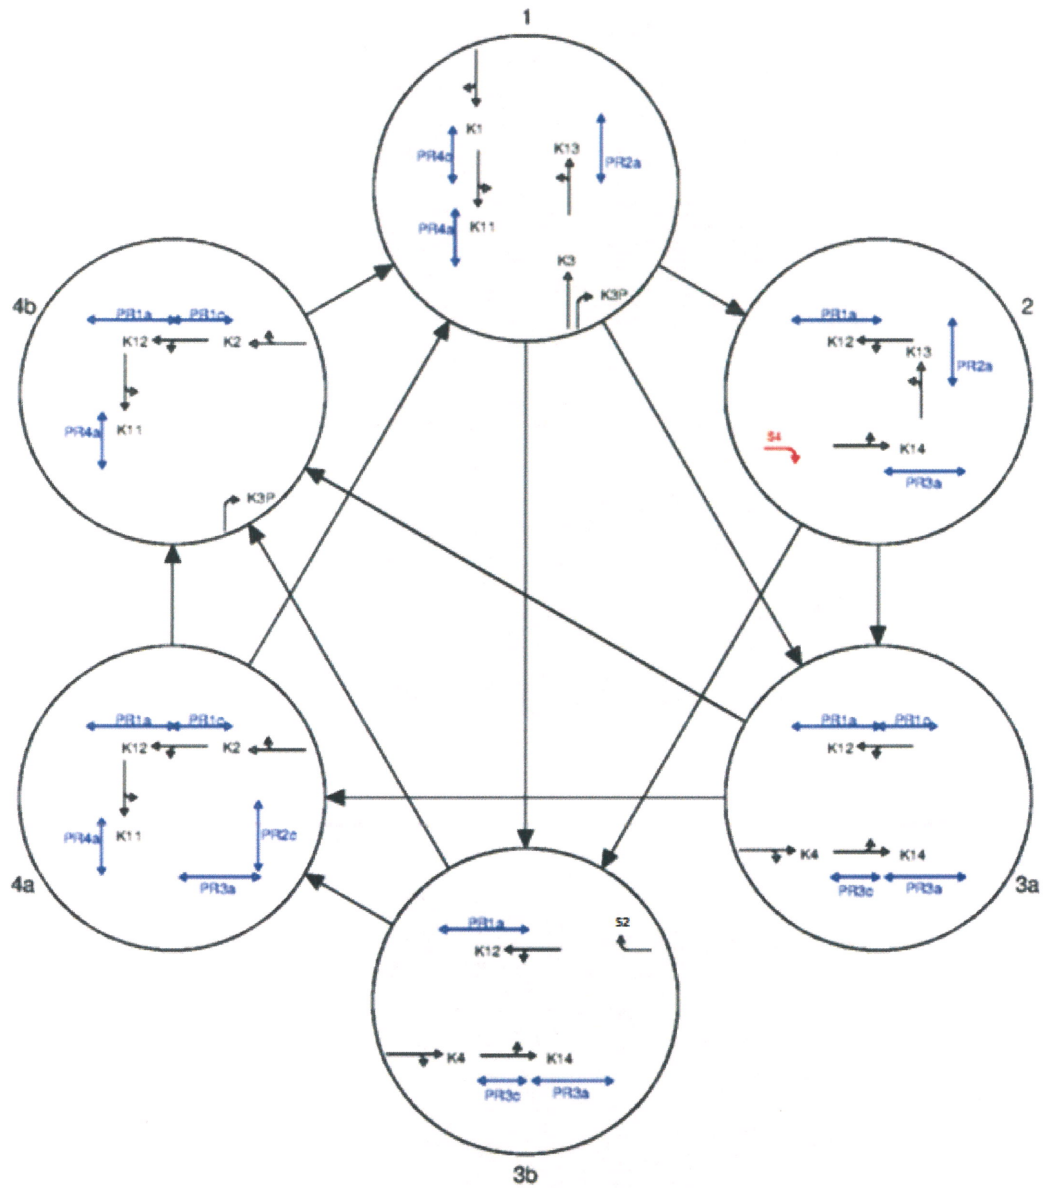 1
K1
PR4c
K13
PR2a
PR4a
K11
K3
K3P
4b
PR1a PR1c
K12 K2
K11
PR4a
K3P
2
PR1a
K12
K13
PR2a
S4
K14
PR3a
4a
PR1a PR1c
K12 K2
PR4a
K11
PR2c
PR3a
3a
PR1a PR1c
K12
K4 K14
PR3c PR3a
PR1a
S2
K12
K4 K14
PR3c PR3a
3b